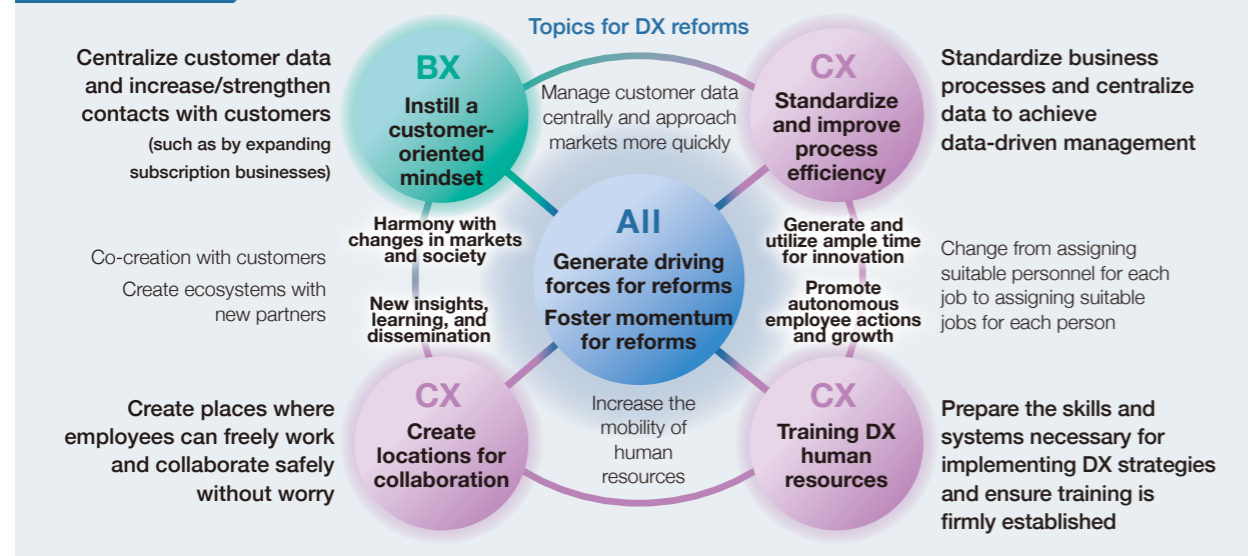 Topics for DX reforms
Centralize customer data
and increase/strengthen
contacts with customers
(such as by expanding
subscription businesses)
BX
Instill a
customer-
oriented
mindset
Manage customer data
centrally and approach
markets more quickly
CX
Standardize
and improve
process
efficiency
Standardize business
processes and centralize
data to achieve
data-driven management
Co-creation with customers
Create ecosystems with
new partners
Harmony with
changes in markets
and society
New insights,
learning, and
dissemination
All
Generate driving
forces for reforms
Foster momentum
for reforms
Generate and
utilize ample time
for innovation
Promote
autonomous
employee actions
and growth
Change from assigning
suitable personnel for each
job to assigning suitable
jobs for each person
Create places where
employees can freely work
and collaborate safely
without worry
CX
Create
locations for
collaboration
Increase the
mobility of
human
resources
CX
Training DX
human
resources
Prepare the skills and
systems necessary for
implementing DX strategies
and ensure training is
firmly established